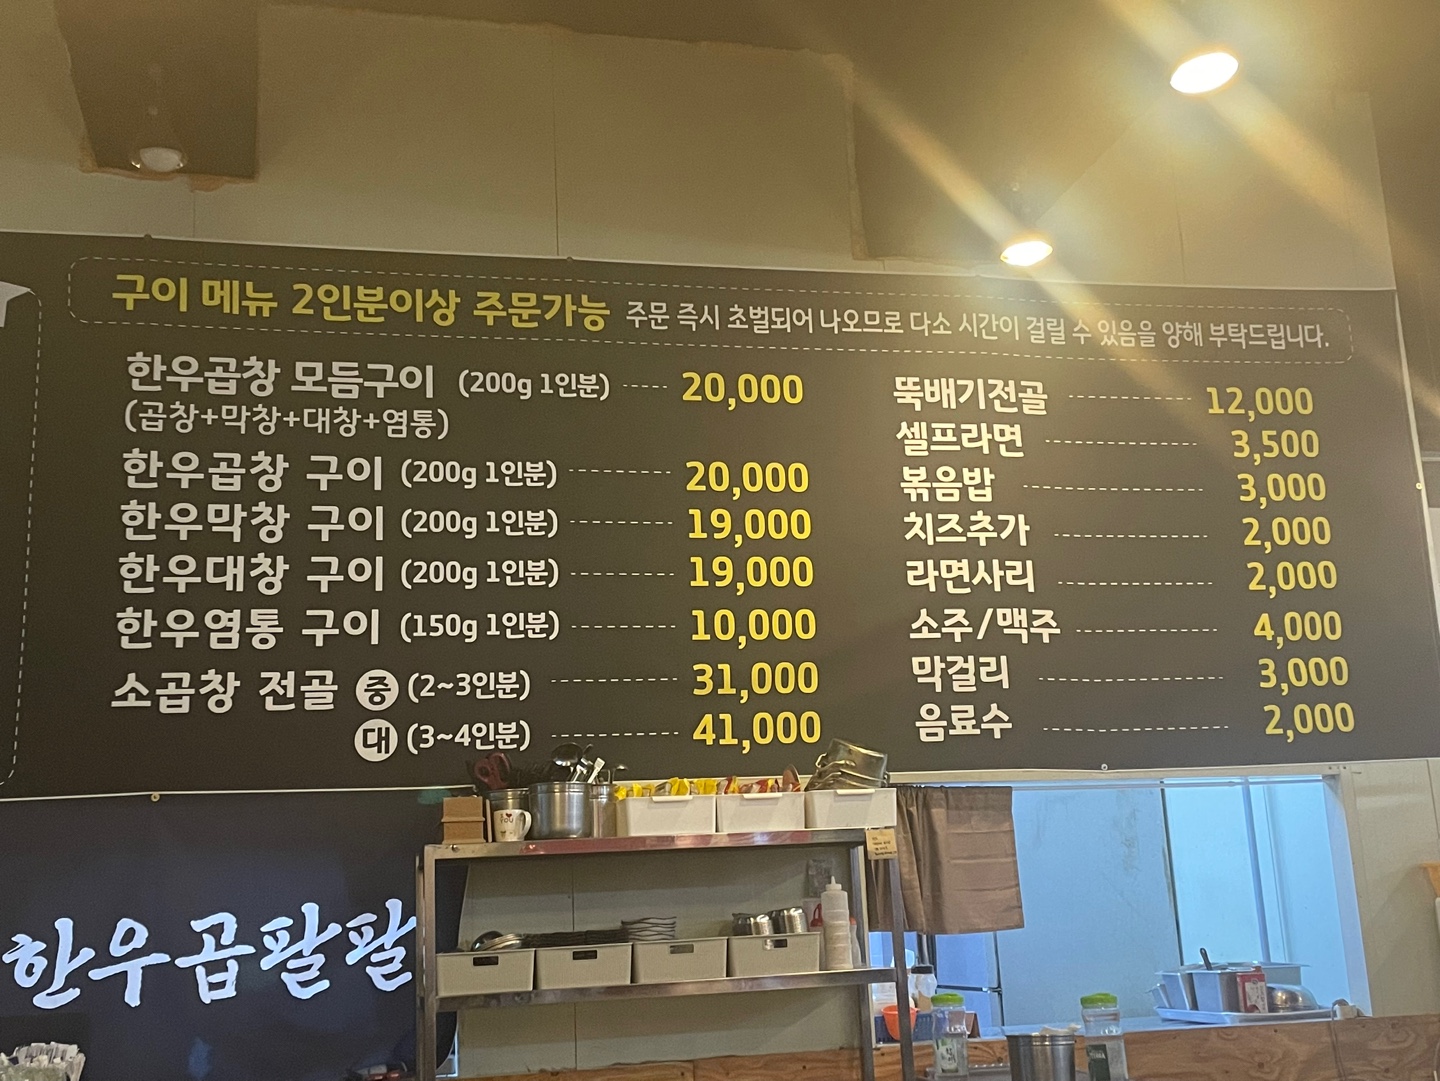 구이 메뉴 2인분이상 주문가능 주문 즉시 초벌되어 나오므로 다소 시간이 걸릴 수 있음을 양해 부탁드립니다.
한우곱창 모듬구이 (200g 1인분) 20,000
(곱창+막창+대창+염통)
한우곱창 구이 (200g 1인분) 20,000
한우막창 구이 (200g 1인분) 19,000
한우대창 구이 (200g 1인분) 19,000
한우염통 구이 (150g 1인분) 10,000
소곱창 전골 중 (2~3인분) 31,000
대 (3~4인분) 41,000
뚝배기전골 12,000
셀프라면 3,500
볶음밥 3,000
치즈추가 2,000
라면사리 2,000
소주/맥주 4,000
막걸리 3,000
음료수 2,000
한우곱팔팔